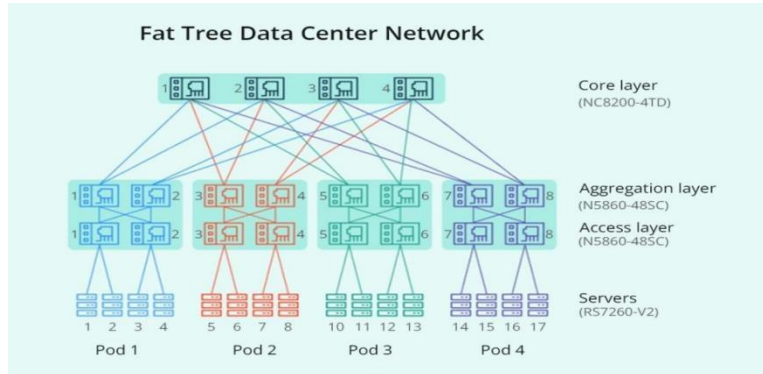 Fat Tree Data Center Network
1 2 3 4
Core layer
(NC8200-4TD)
1 2 3 4 5 6 7 8
Aggregation layer
(N5860-48SC)
1 2 3 4 5 6 7 8
Access layer
(N5860-48SC)
Servers
(RS7260-V2)
1 2 3 4 5 6 7 8 10 11 12 13 14 15 16 17
Pod 1 Pod 2 Pod 3 Pod 4